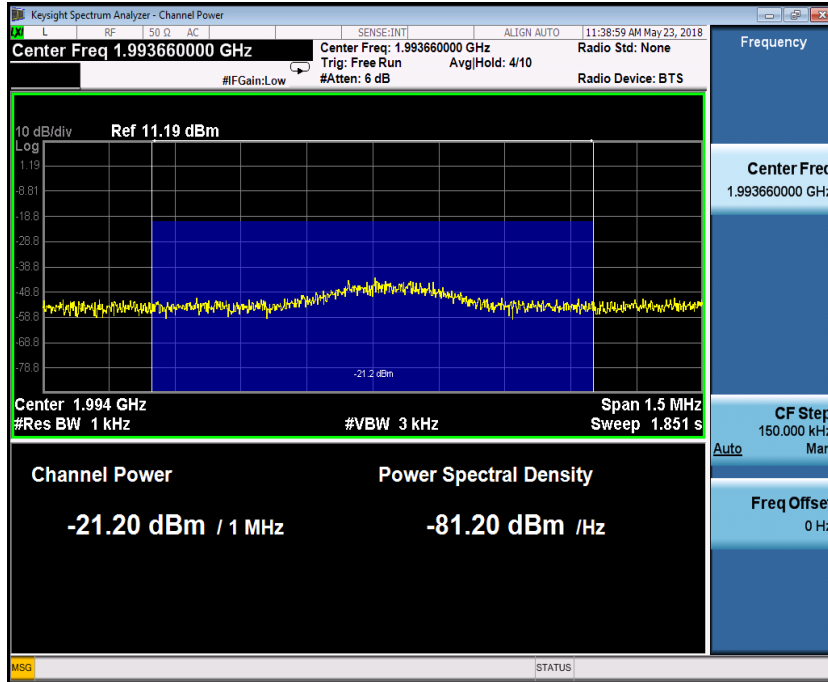 Keysight Spectrum Analyzer - Channel Power
LXI L RF 50 Ω AC SENSE:INT ALIGN AUTO 11:38:59 AM May 23, 2018
Center Freq 1.993660000 GHz
Center Freq: 1.993660000 GHz
Radio Std: None
Trig: Free Run Avg|Hold: 4/10
#IFGain:Low
#Atten: 6 dB
Radio Device: BTS
10 dB/div Ref 11.19 dBm
Log
1.19
-8.81
-18.8
-28.8
-38.8
-48.8
-58.8
-68.8
-78.8
-21.2 dBm
Center 1.994 GHz Span 1.5 MHz
#Res BW 1 kHz #VBW 3 kHz Sweep 1.851 s
Channel Power Power Spectral Density
-21.20 dBm / 1 MHz -81.20 dBm /Hz
Frequency
Center Freq
1.993660000 GHz
CF Step
150.000 kHz
Auto Man
Freq Offset
0 Hz
MSG STATUS